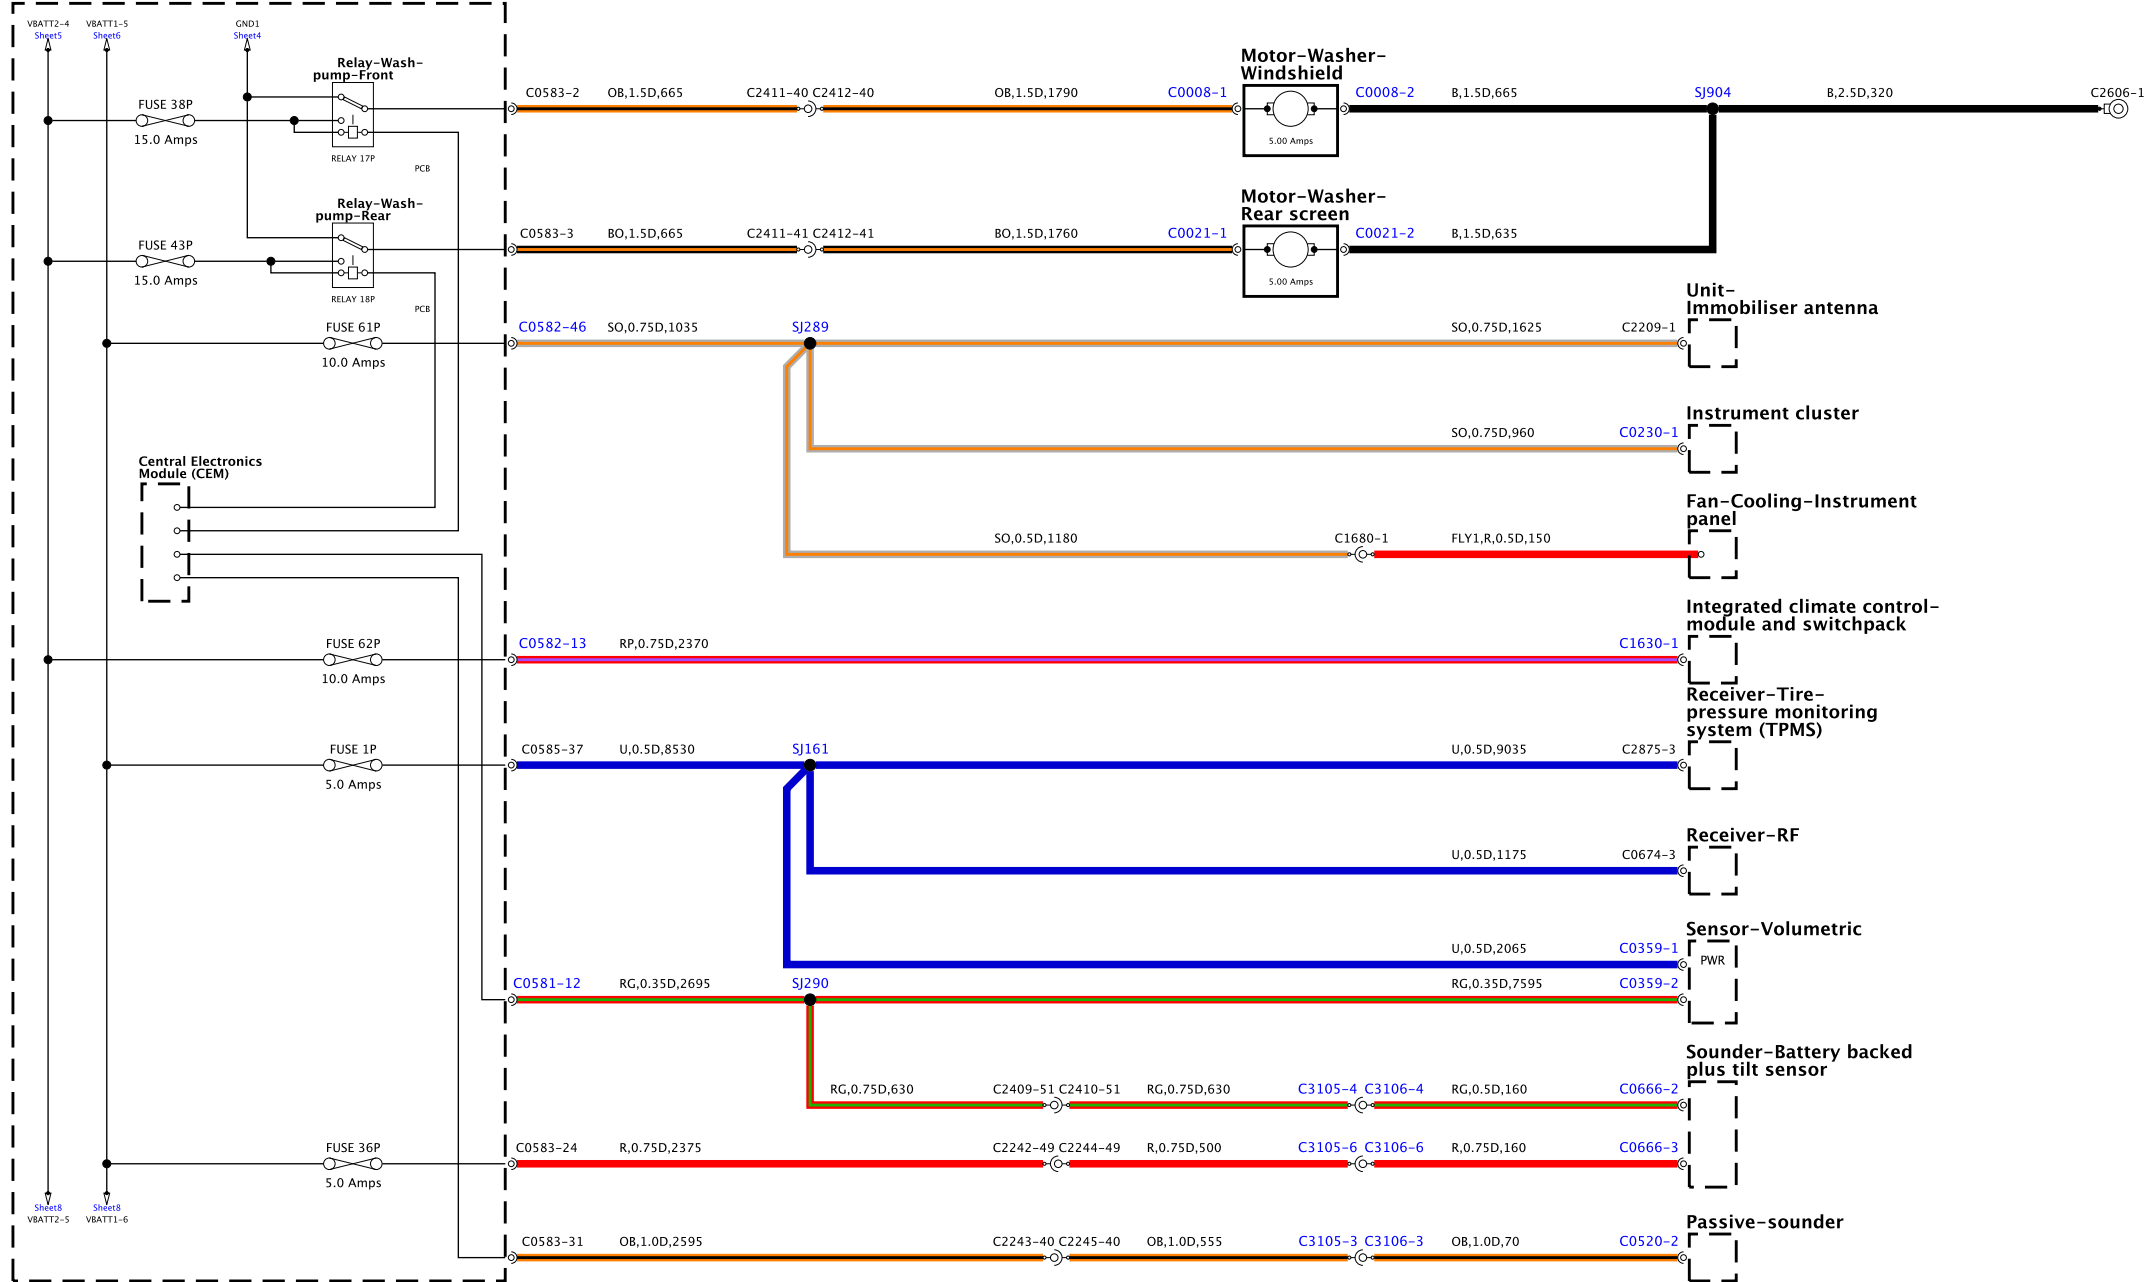 VBATT2-4
Sheet5
VBATT1-5
Sheet6
GND1
Sheet4
Relay-Wash-
pump-Front
FUSE 38P
15.0 Amps
RELAY 17P
PCB
C0583-2
OB,1.5D,665
C2411-40
C2412-40
OB,1.5D,1790
C0008-1
Motor-Washer-
Windshield
5.00 Amps
C0008-2
B,1.5D,665
SJ904
B,2.5D,320
C2606-1
Relay-Wash-
pump-Rear
FUSE 43P
15.0 Amps
RELAY 18P
PCB
C0583-3
BO,1.5D,665
C2411-41
C2412-41
BO,1.5D,1760
C0021-1
Motor-Washer-
Rear screen
5.00 Amps
C0021-2
B,1.5D,635
FUSE 61P
10.0 Amps
C0582-46
SO,0.75D,1035
SJ289
SO,0.75D,1625
C2209-1
Unit-
Immobiliser antenna
SO,0.75D,960
C0230-1
Instrument cluster
Central Electronics
Module (CEM)
SO,0.5D,1180
C1680-1
FLY1,R,0.5D,150
Fan-Cooling-Instrument
panel
FUSE 62P
10.0 Amps
C0582-13
RP,0.75D,2370
C1630-1
Integrated climate control-
module and switchpack
FUSE 1P
5.0 Amps
C0585-37
U,0.5D,8530
SJ161
U,0.5D,9035
C2875-3
Receiver-Tire-
pressure monitoring
system (TPMS)
U,0.5D,1175
C0674-3
Receiver-RF
U,0.5D,2065
C0359-1
Sensor-Volumetric
PWR
C0581-12
RG,0.35D,2695
SJ290
RG,0.35D,7595
C0359-2
RG,0.75D,630
C2409-51
C2410-51
RG,0.75D,630
C3105-4
C3106-4
RG,0.5D,160
C0666-2
Sounder-Battery backed
plus tilt sensor
FUSE 36P
5.0 Amps
C0583-24
R,0.75D,2375
C2242-49
C2244-49
R,0.75D,500
C3105-6
C3106-6
R,0.75D,160
C0666-3
Sheet8
VBATT2-5
Sheet8
VBATT1-6
C0583-31
OB,1.0D,2595
C2243-40
C2245-40
OB,1.0D,555
C3105-3
C3106-3
OB,1.0D,70
C0520-2
Passive-sounder